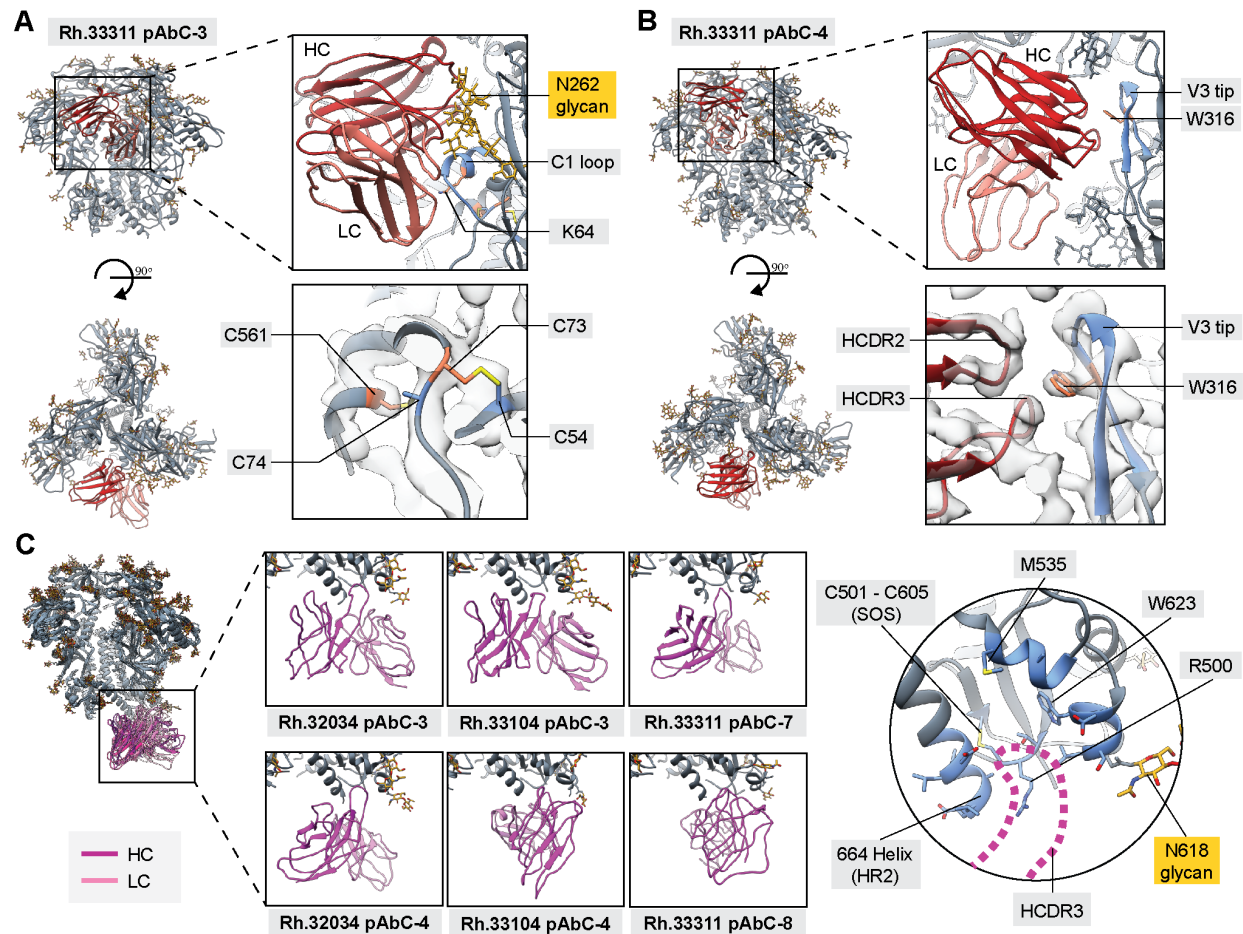 A
Rh.33311 pAbC-3
HC
LC
N262
glycan
C1 loop
K64
90°
C561
C73
C74
C54
B
Rh.33311 pAbC-4
HC
LC
V3 tip
W316
90°
HCDR2
HCDR3
V3 tip
W316
C
HC
LC
Rh.32034 pAbC-3
Rh.33104 pAbC-3
Rh.33311 pAbC-7
Rh.32034 pAbC-4
Rh.33104 pAbC-4
Rh.33311 pAbC-8
M535
C501 - C605
(SOS)
W623
R500
664 Helix
(HR2)
HCDR3
N618
glycan